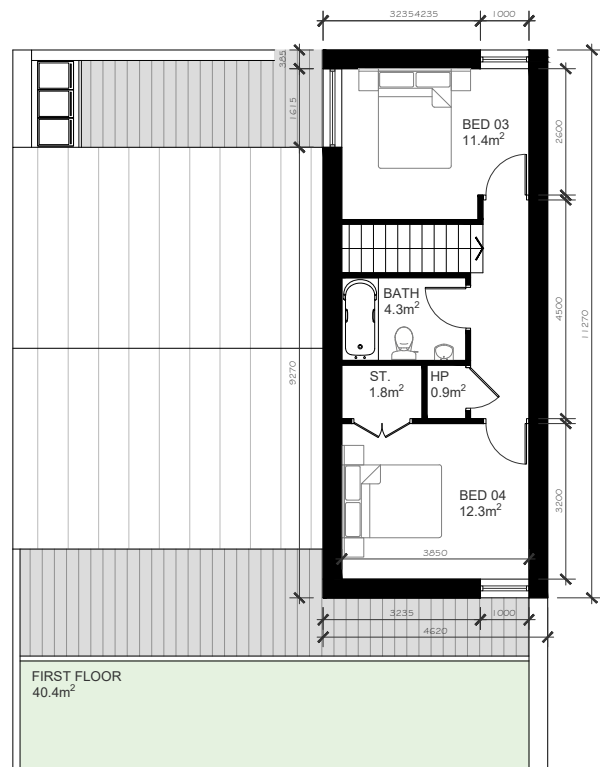 32354235
1000
385
1615
BED 03
11.4m²
2600
BATH
4.3m²
4500
11270
9270
ST.
1.8m²
HP
0.9m²
BED 04
12.3m²
3200
3850
3235
1000
4620
FIRST FLOOR
40.4m²